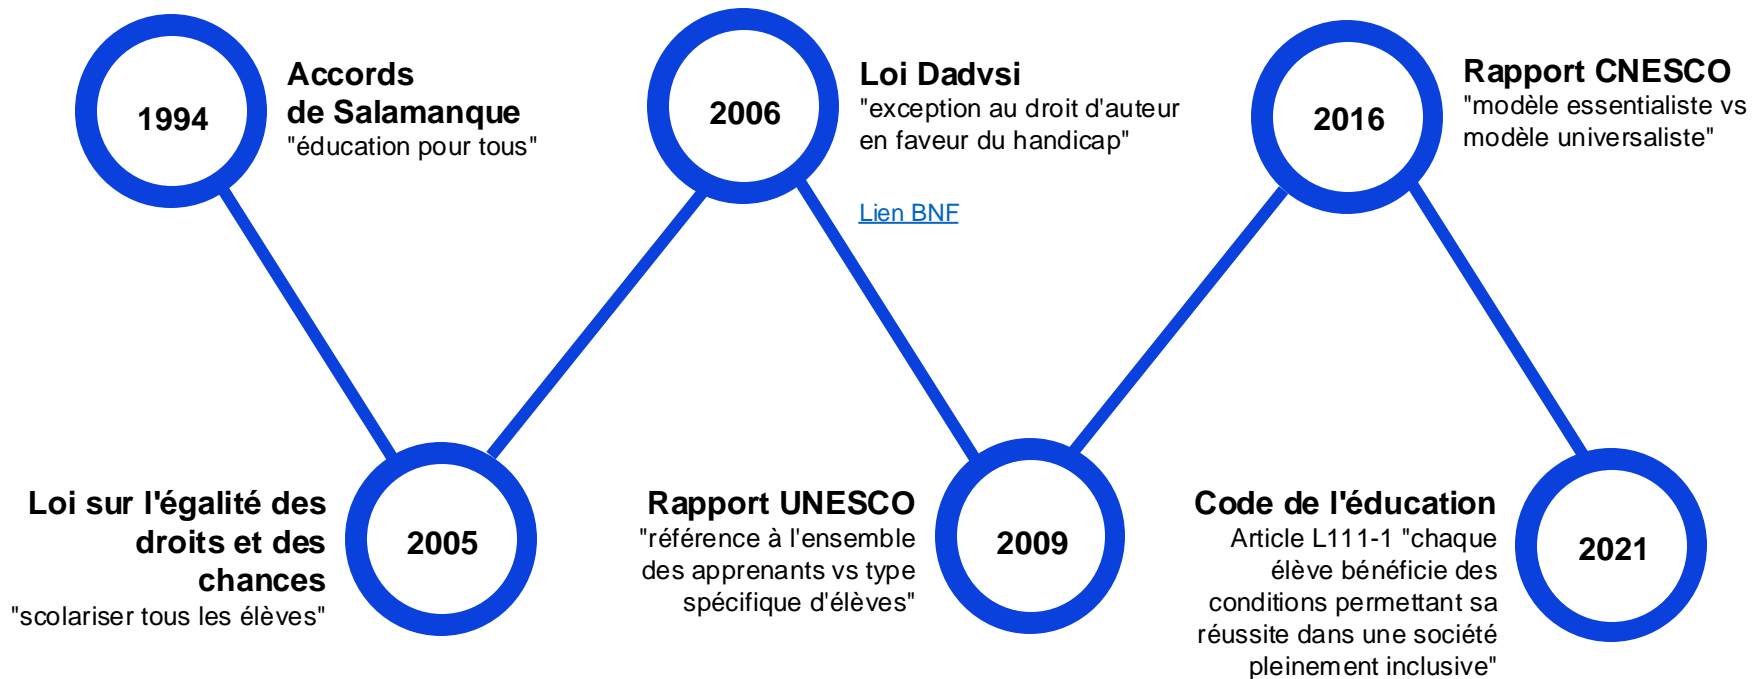 1994
Accords
de Salamanque
"éducation pour tous"
Loi sur l'égalité des
droits et des
chances
"scolariser tous les élèves"
2005
2006
Loi Dadvsi
"exception au droit d'auteur
en faveur du handicap"
Lien BNF
Rapport UNESCO
"référence à l'ensemble
des apprenants vs type
spécifique d'élèves"
2009
2016
Rapport CNESCO
"modèle essentialiste vs
modèle universaliste"
Code de l'éducation
Article L111-1 "chaque
élève bénéficie des
conditions permettant sa
réussite dans une société
pleinement inclusive"
2021